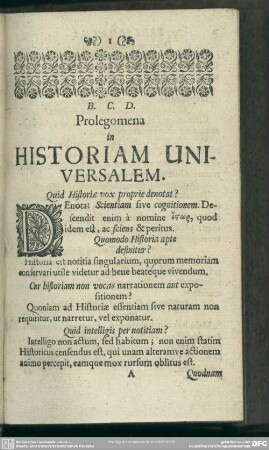 ) 1 (
B. C. D.
Prolegomena
in
HISTORIAM UNI-
VERSALEM.
Quid Historiæ vox proprie denotat?
DEnotat Scientiam sive cognitionem. De-
scendit enim à nomine ἵστωρ, quod
idem est, ac sciens & peritus.
Quomodo Historia apte
definitur?
Historia est notitia singularium, quorum memoriam
conservari utile videtur ad bene beateque vivendum,
Cur historiam non vocas narrationem aut expo-
sitionem?
Quoniam ad Historiæ essentiam sive naturam non
requiritur, ut narretur, vel exponatur.
Quid intelligis per notitiam?
Intelligo non actum, sed habitum; non enim statim
Historicus censendus est, qui unam alteramve actionem
animo percepit, eamque mox rursum oblitus est.
A Quodnam
DFG